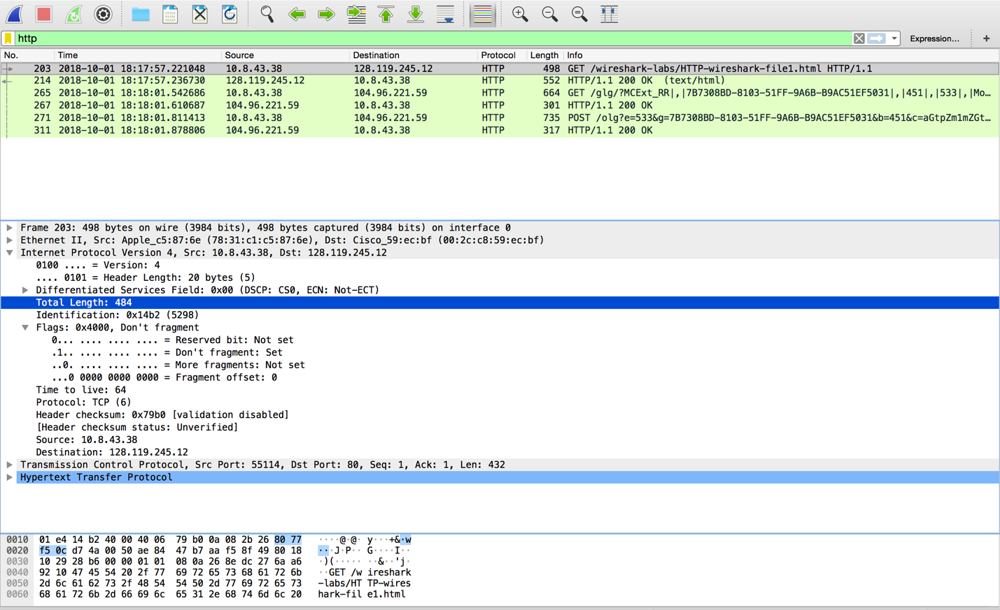 http
Expression...
+
No. Time Source Destination Protocol Length Info
203 2018-10-01 18:17:57.221048 10.8.43.38 128.119.245.12 HTTP 498 GET /wireshark-labs/HTTP-wireshark-file1.html HTTP/1.1
214 2018-10-01 18:17:57.236730 128.119.245.12 10.8.43.38 HTTP 552 HTTP/1.1 200 OK  (text/html)
265 2018-10-01 18:18:01.542686 10.8.43.38 104.96.221.59 HTTP 664 GET /glg/?MCExt_RR|,|7B7308BD-8103-51FF-9A6B-B9AC51EF5031|,|451|,|533|,|Mo...
267 2018-10-01 18:18:01.610687 104.96.221.59 10.8.43.38 HTTP 301 HTTP/1.1 200 OK
271 2018-10-01 18:18:01.811413 10.8.43.38 104.96.221.59 HTTP 735 POST /olg?e=533&g=7B7308BD-8103-51FF-9A6B-B9AC51EF5031&b=451&c=aGtpZm1mZGt...
311 2018-10-01 18:18:01.878806 104.96.221.59 10.8.43.38 HTTP 317 HTTP/1.1 200 OK
Frame 203: 498 bytes on wire (3984 bits), 498 bytes captured (3984 bits) on interface 0
Ethernet II, Src: Apple_c5:87:6e (78:31:c1:c5:87:6e), Dst: Cisco_59:ec:bf (00:2c:c8:59:ec:bf)
Internet Protocol Version 4, Src: 10.8.43.38, Dst: 128.119.245.12
0100 .... = Version: 4
.... 0101 = Header Length: 20 bytes (5)
Differentiated Services Field: 0x00 (DSCP: CS0, ECN: Not-ECT)
Total Length: 484
Identification: 0x14b2 (5298)
Flags: 0x4000, Don't fragment
0... .... .... .... = Reserved bit: Not set
.1.. .... .... .... = Don't fragment: Set
..0. .... .... .... = More fragments: Not set
...0 0000 0000 0000 = Fragment offset: 0
Time to live: 64
Protocol: TCP (6)
Header checksum: 0x79b0 [validation disabled]
[Header checksum status: Unverified]
Source: 10.8.43.38
Destination: 128.119.245.12
Transmission Control Protocol, Src Port: 55114, Dst Port: 80, Seq: 1, Ack: 1, Len: 432
Hypertext Transfer Protocol
0010 01 e4 14 b2 40 00 40 06 79 b0 0a 08 2b 26 80 77 ····@·@· y···+&·w
0020 f5 0c d7 4a 00 50 ae 84 47 b7 aa f5 8f 49 80 18 ···J·P·· G····I··
0030 10 29 28 b6 00 00 01 01 08 0a 26 8e dc 27 6a a6 ·)(····· ··&··'j·
0040 92 10 47 45 54 20 2f 77 69 72 65 73 68 61 72 6b ··GET /w ireshark
0050 2d 6c 61 62 73 2f 48 54 54 50 2d 77 69 72 65 73 -labs/HT TP-wires
0060 68 61 72 6b 2d 66 69 6c 65 31 2e 68 74 6d 6c 20 hark-fil e1.html